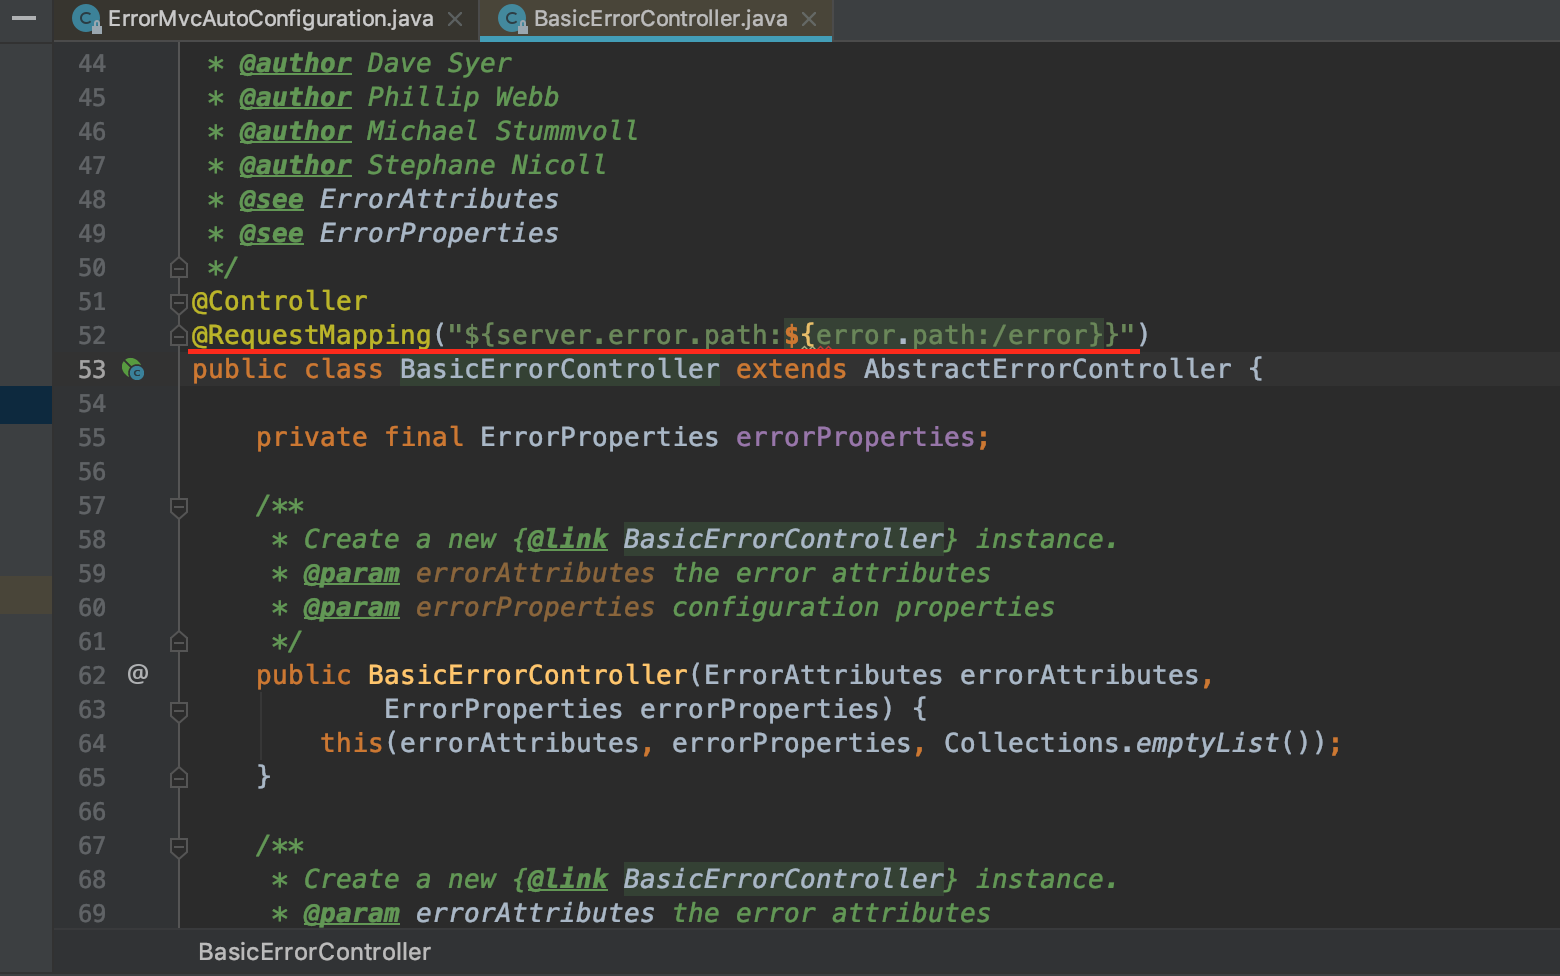 ErrorMvcAutoConfiguration.java BasicErrorController.java
44 * @author Dave Syer
45 * @author Phillip Webb
46 * @author Michael Stummvoll
47 * @author Stephane Nicoll
48 * @see ErrorAttributes
49 * @see ErrorProperties
50 */
51 @Controller
52 @RequestMapping("${server.error.path:${error.path:/error}}")
53 public class BasicErrorController extends AbstractErrorController {
54
55 private final ErrorProperties errorProperties;
56
57 /**
58 * Create a new {@link BasicErrorController} instance.
59 * @param errorAttributes the error attributes
60 * @param errorProperties configuration properties
61 */
62 @ public BasicErrorController(ErrorAttributes errorAttributes,
63 ErrorProperties errorProperties) {
64 this(errorAttributes, errorProperties, Collections.emptyList());
65 }
66
67 /**
68 * Create a new {@link BasicErrorController} instance.
69 * @param errorAttributes the error attributes
BasicErrorController